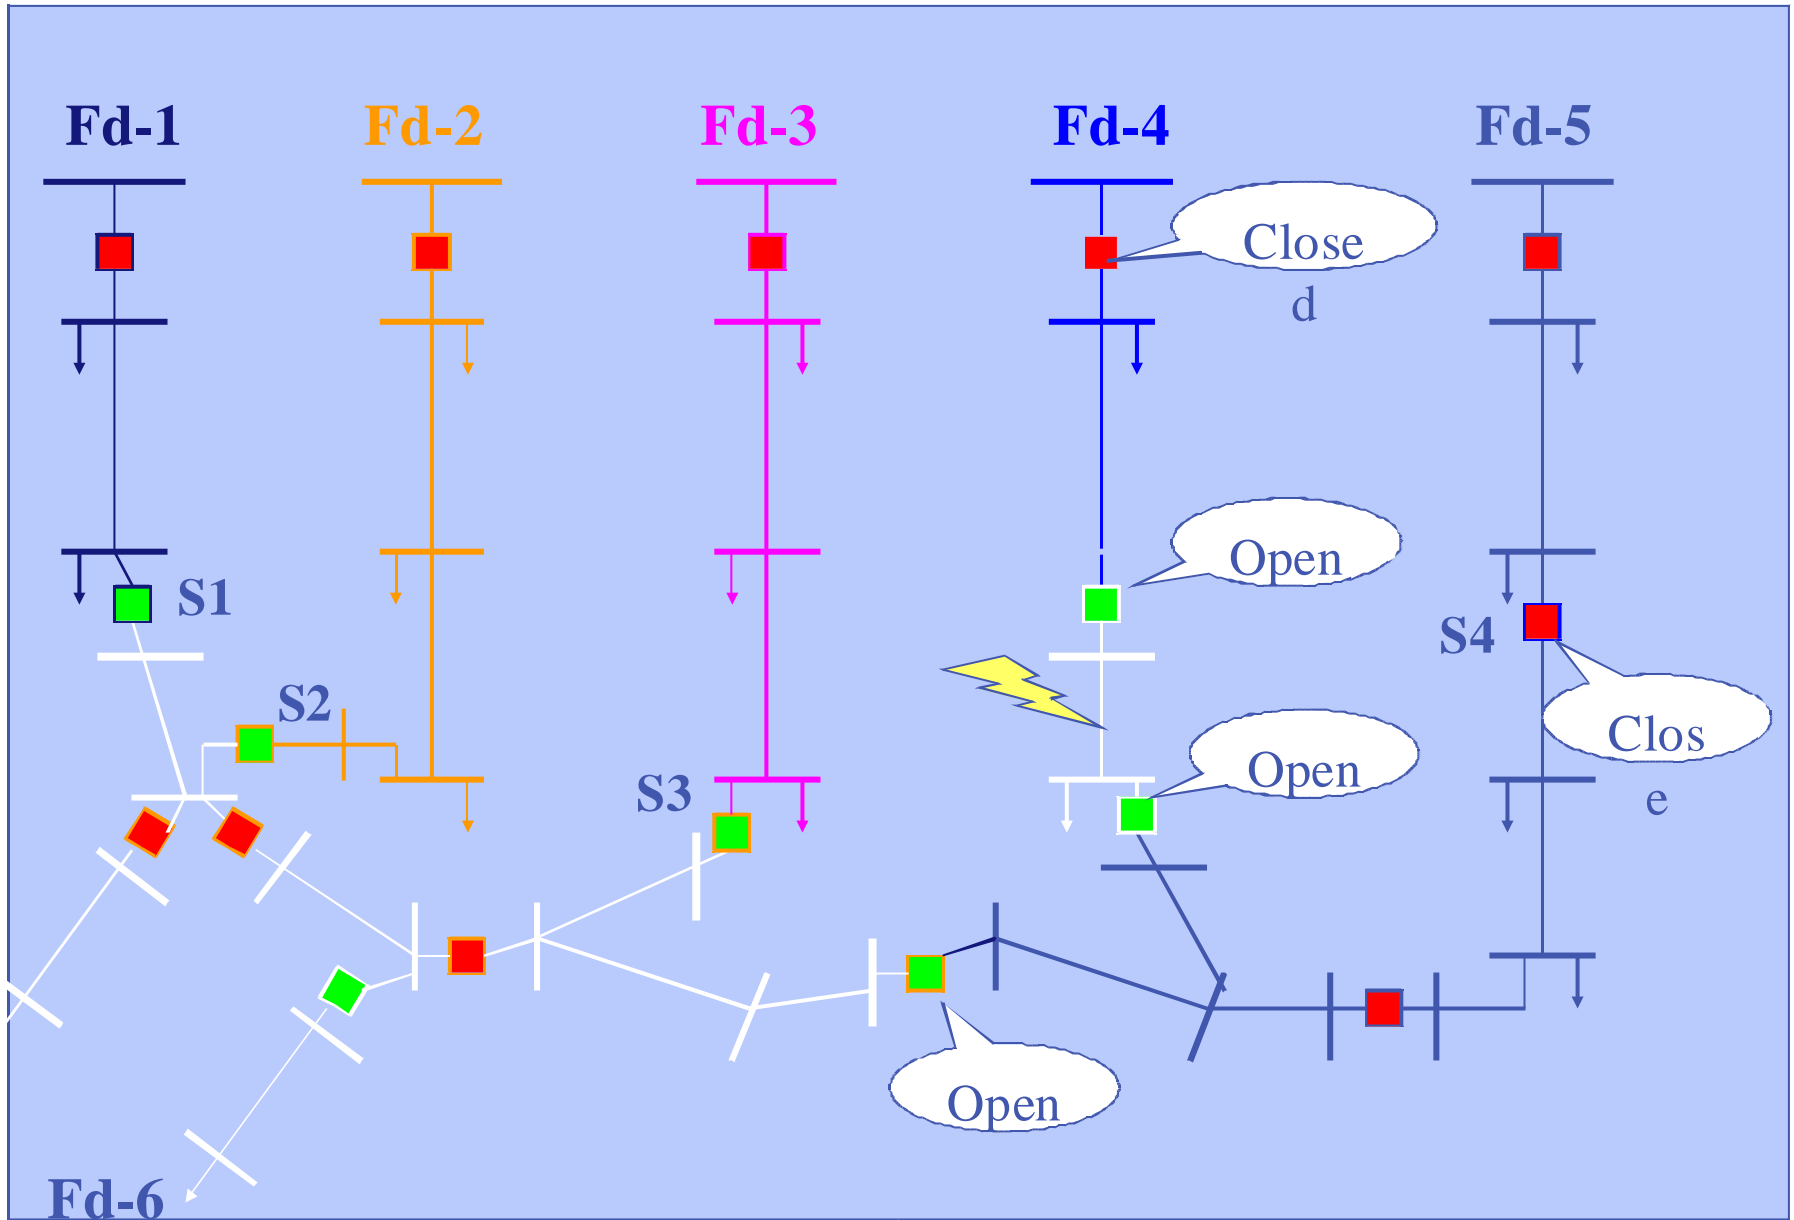 Fd-1
Fd-2
Fd-3
Fd-4
Fd-5
Close
d
Open
S1
S4
S2
Clos
e
Open
S3
Open
Fd-6